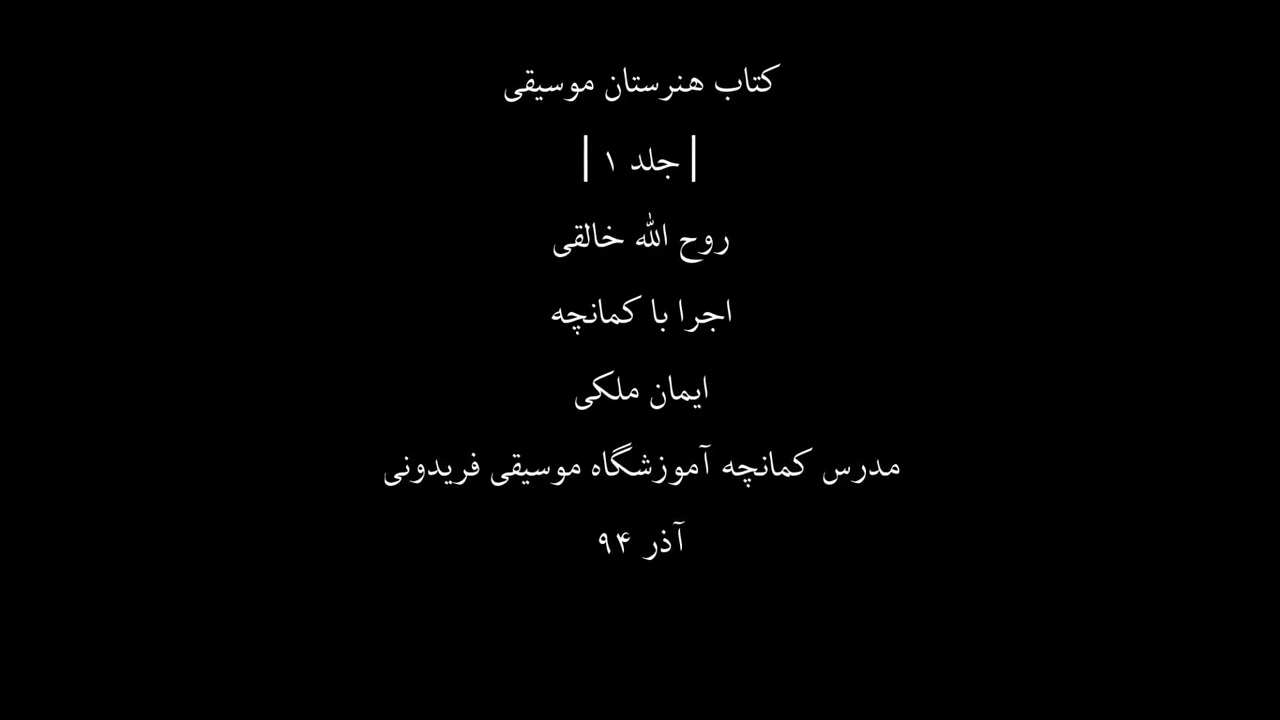 کتاب هنرستان موسیقی
| جلد ۱ |
روح الله خالقی
اجرا با کمانچه
ایمان ملکی
مدرس کمانچه آموزشگاه موسیقی فریدونی
آذر ۹۴